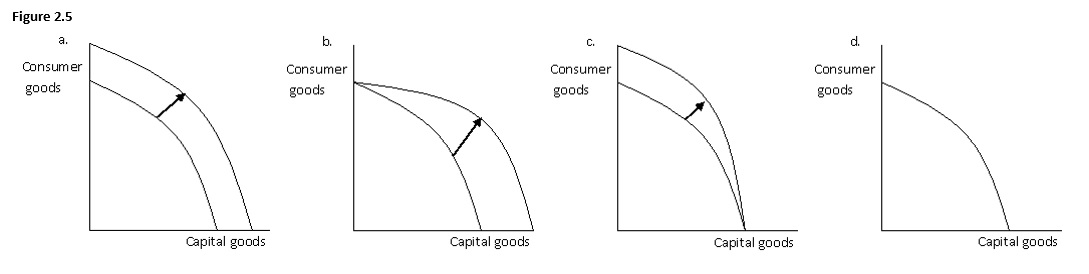 Figure 2.5
a.
Consumer
goods
Capital goods
b.
Consumer
goods
Capital goods
c.
Consumer
goods
Capital goods
d.
Consumer
goods
Capital goods